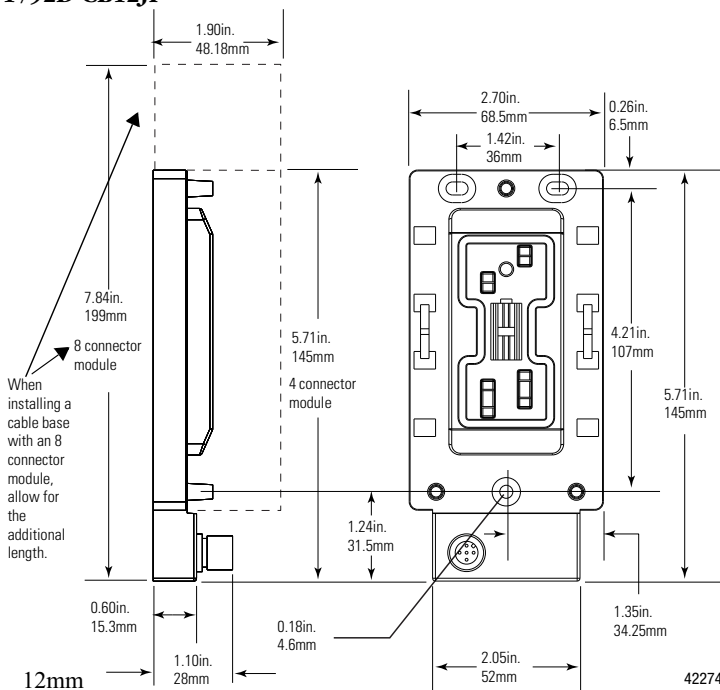 1792D-CB12JP
1.90in.
48.18mm
2.70in.
68.5mm
0.26in.
6.5mm
1.42in.
36mm
7.84in.
199mm
8 connector
module
5.71in.
145mm
4 connector
module
4.21in.
107mm
5.71in.
145mm
When
installing a
cable base
with an 8
connector
module,
allow for
the
additional
length.
1.24in.
31.5mm
0.60in.
15.3mm
0.18in.
4.6mm
1.35in.
34.25mm
1.10in.
28mm
2.05in.
52mm
12mm
42274